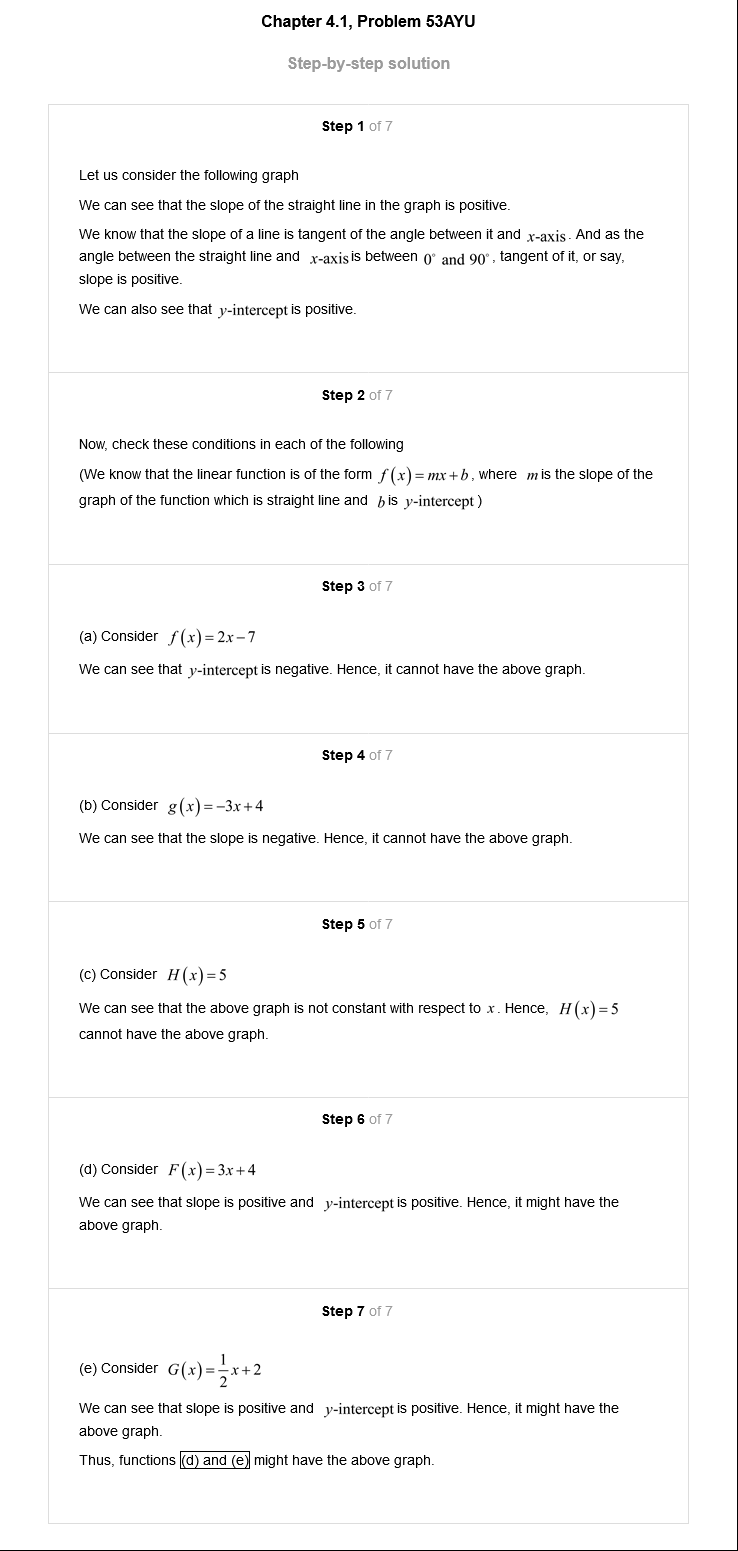 Chapter 4.1, Problem 53AYU
Step-by-step solution
Step 1 of 7
Let us consider the following graph
We can see that the slope of the straight line in the graph is positive.
We know that the slope of a line is tangent of the angle between it and x-axis. And as the
angle between the straight line and x-axis is between 0° and 90°, tangent of it, or say,
slope is positive.
We can also see that y-intercept is positive.
Step 2 of 7
Now, check these conditions in each of the following
(We know that the linear function is of the form f(x)=mx+b, where m is the slope of the
graph of the function which is straight line and b is y-intercept)
Step 3 of 7
(a) Consider f(x)=2x−7
We can see that y-intercept is negative. Hence, it cannot have the above graph.
Step 4 of 7
(b) Consider g(x)=−3x+4
We can see that the slope is negative. Hence, it cannot have the above graph.
Step 5 of 7
(c) Consider H(x)=5
We can see that the above graph is not constant with respect to x. Hence, H(x)=5
cannot have the above graph.
Step 6 of 7
(d) Consider F(x)=3x+4
We can see that slope is positive and y-intercept is positive. Hence, it might have the
above graph.
Step 7 of 7
(e) Consider G(x)=1/2x+2
We can see that slope is positive and y-intercept is positive. Hence, it might have the
above graph.
Thus, functions (d) and (e) might have the above graph.